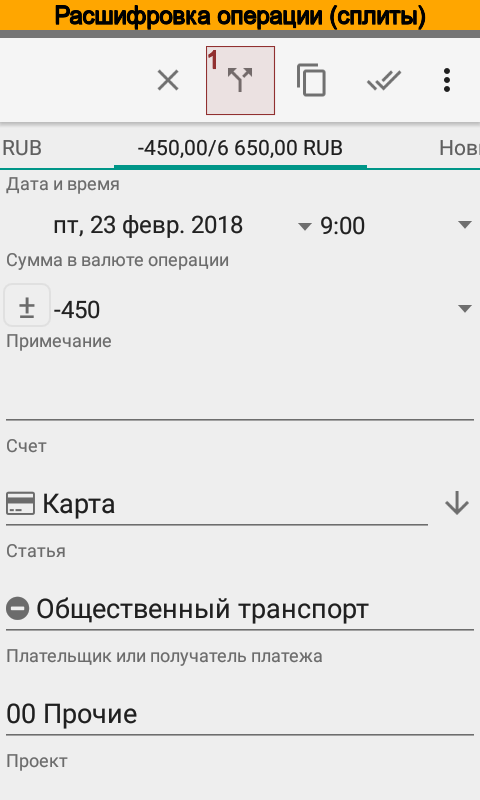 Расшифровка операции (сплиты)
1
RUB
-450,00/6 650,00 RUB
Нов
Дата и время
пт, 23 февр. 2018
9:00
Сумма в валюте операции
± -450
Примечание
Счет
Карта
Статья
Общественный транспорт
Плательщик или получатель платежа
00 Прочие
Проект